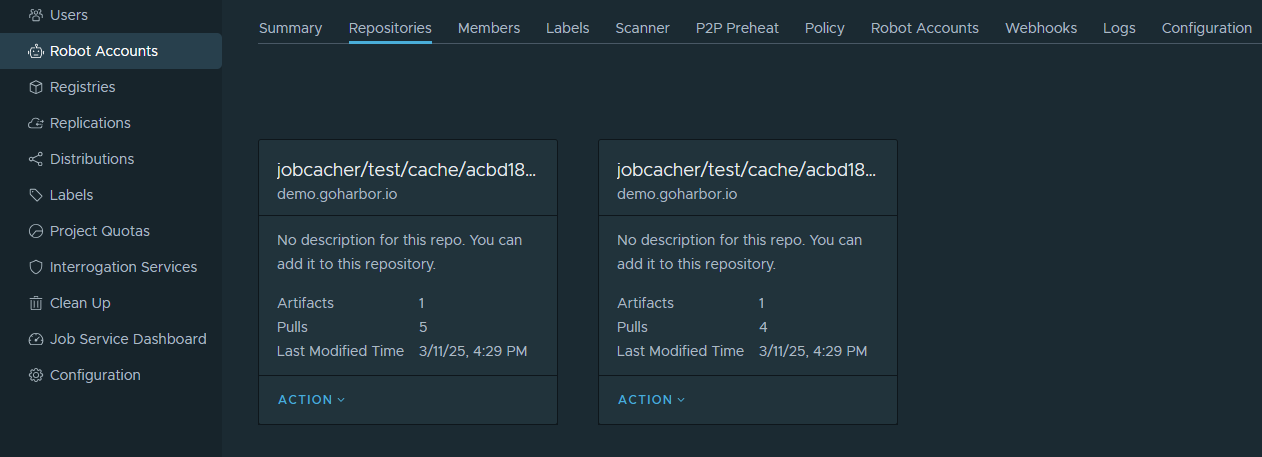 Users
Robot Accounts
Registries
Replications
Distributions
Labels
Project Quotas
Interrogation Services
Clean Up
Job Service Dashboard
Configuration
Summary Repositories Members Labels Scanner P2P Preheat Policy Robot Accounts Webhooks Logs Configuration
jobcacher/test/cache/acbd18...
demo.goharbor.io
No description for this repo. You can
add it to this repository.
Artifacts 1
Pulls 5
Last Modified Time 3/11/25, 4:29 PM
ACTION
jobcacher/test/cache/acbd18...
demo.goharbor.io
No description for this repo. You can
add it to this repository.
Artifacts 1
Pulls 4
Last Modified Time 3/11/25, 4:29 PM
ACTION